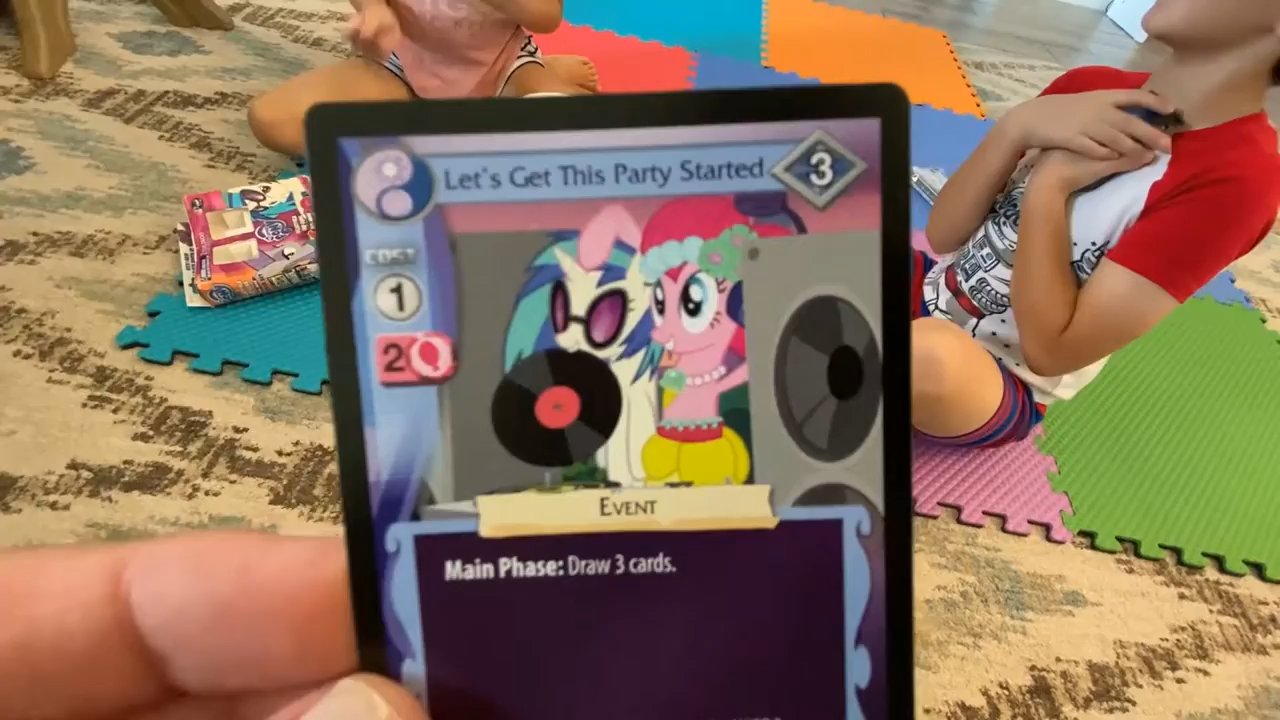 Let's Get This Party Started
3
COST
1
2
EVENT
Main Phase: Draw 3 cards.